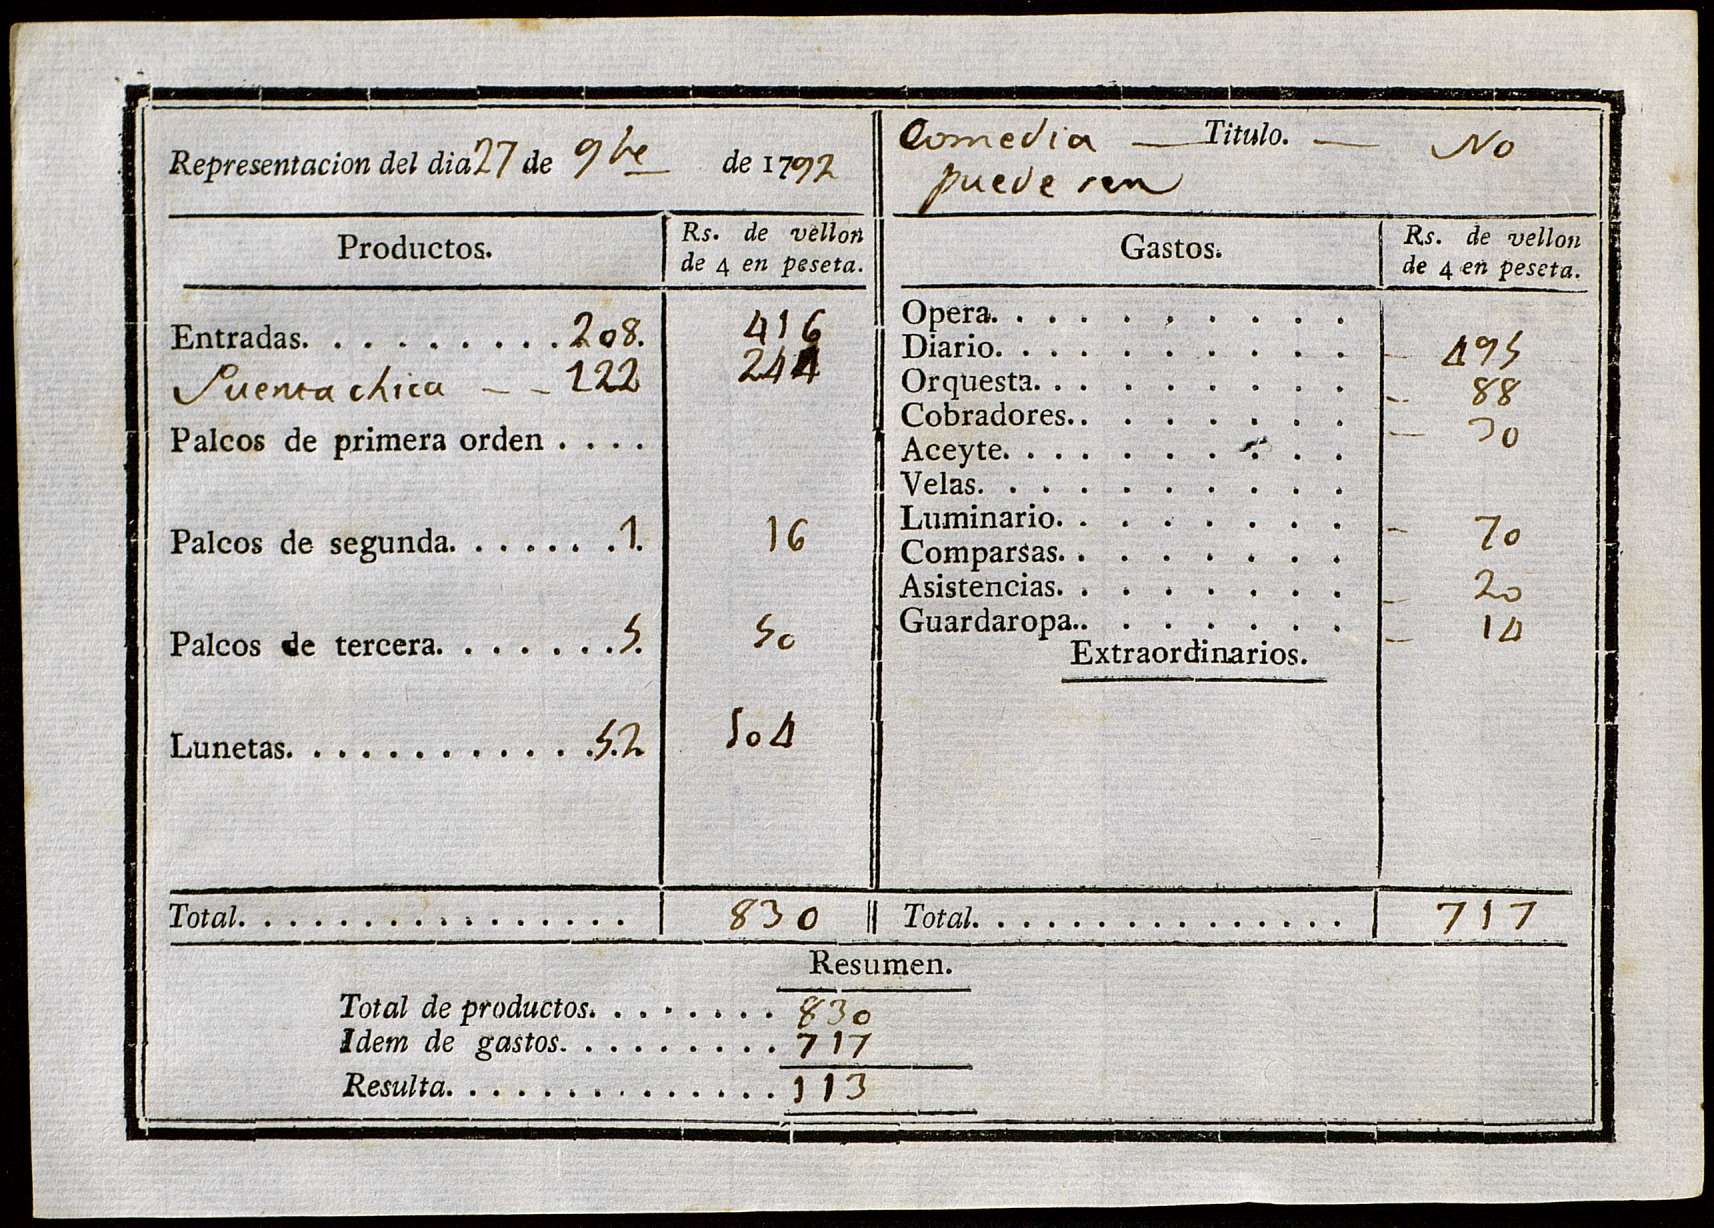 Representacion del dia 27 de 9bre de 1792
Comedia — Titulo. — No
puede ser
Productos. Rs. de vellon
de 4 en peseta.
Entradas. . . . . . . . . . 208. 416
Puerta chica — — 122 244
Palcos de primera orden . . . .
Palcos de segunda. . . . . . . 1. 16
Palcos de tercera. . . . . . . 5. 50
Lunetas. . . . . . . . . . . . . 52 104
Total. . . . . . . . . . . . . . . . 830
Gastos. Rs. de vellon
de 4 en peseta.
Opera. . . . . . . . . .
Diario. . . . . . . . . . — 495
Orquesta. . . . . . . . . — 88
Cobradores. . . . . . . . — 30
Aceyte. . . . . . . . . .
Velas. . . . . . . . . .
Luminario. . . . . . . . — 70
Comparsas. . . . . . . .
Asistencias. . . . . . . . — 20
Guardaropa. . . . . . . . — 14
Extraordinarios.
Total. . . . . . . . . . . . . . . 717
Resumen.
Total de productos. . . . . . . . 830
Idem de gastos. . . . . . . . . . 717
Resulta. . . . . . . . . . . . . . 113